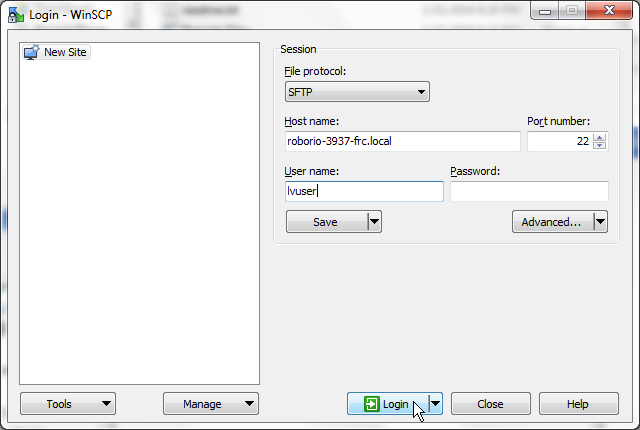 Login - WinSCP
New Site
Session
File protocol:
SFTP
Host name:
Port number:
roborio-3937-frc.local
22
User name:
Password:
lvuser
Save
Advanced...
Tools
Manage
Login
Close
Help